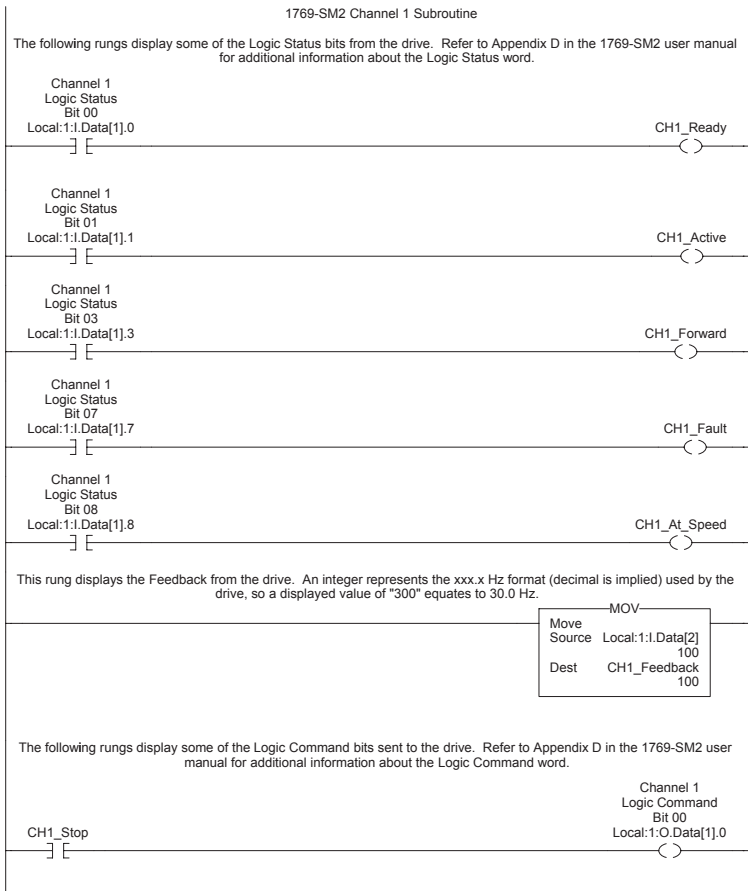 1769-SM2 Channel 1 Subroutine
The following rungs display some of the Logic Status bits from the drive.  Refer to Appendix D in the 1769-SM2 user manual
for additional information about the Logic Status word.
Channel 1
Logic Status
Bit 00
Local:1:I.Data[1].0
CH1_Ready
Channel 1
Logic Status
Bit 01
Local:1:I.Data[1].1
CH1_Active
Channel 1
Logic Status
Bit 03
Local:1:I.Data[1].3
CH1_Forward
Channel 1
Logic Status
Bit 07
Local:1:I.Data[1].7
CH1_Fault
Channel 1
Logic Status
Bit 08
Local:1:I.Data[1].8
CH1_At_Speed
This rung displays the Feedback from the drive.  An integer represents the xxx.x Hz format (decimal is implied) used by the
drive, so a displayed value of "300" equates to 30.0 Hz.
MOV
Move
Source Local:1:I.Data[2]
100
Dest CH1_Feedback
100
The following rungs display some of the Logic Command bits sent to the drive.  Refer to Appendix D in the 1769-SM2 user
manual for additional information about the Logic Command word.
CH1_Stop
Channel 1
Logic Command
Bit 00
Local:1:O.Data[1].0